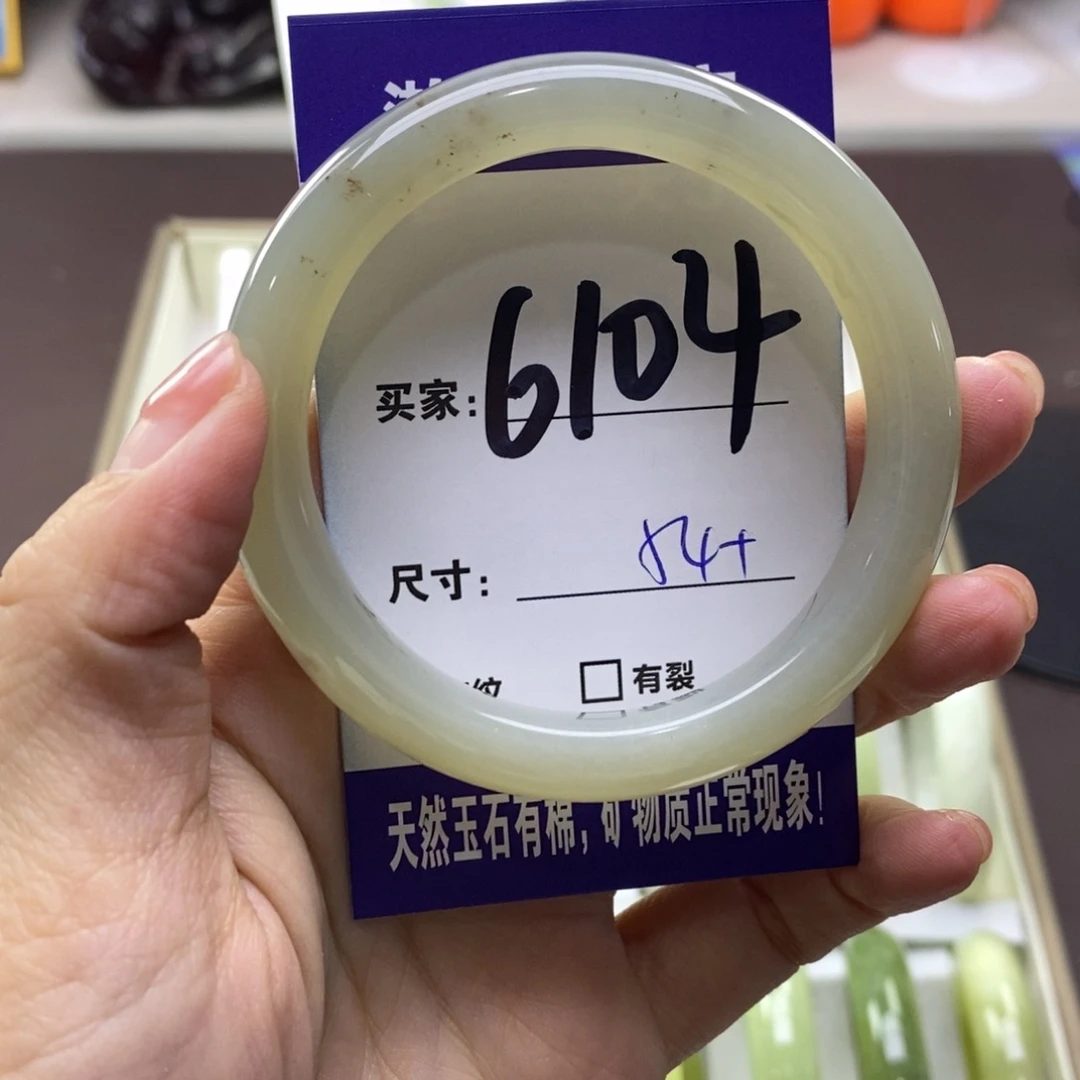 买家：6104
尺寸：54+
纹 □有裂
天然玉石有棉，矿物质正常现象！